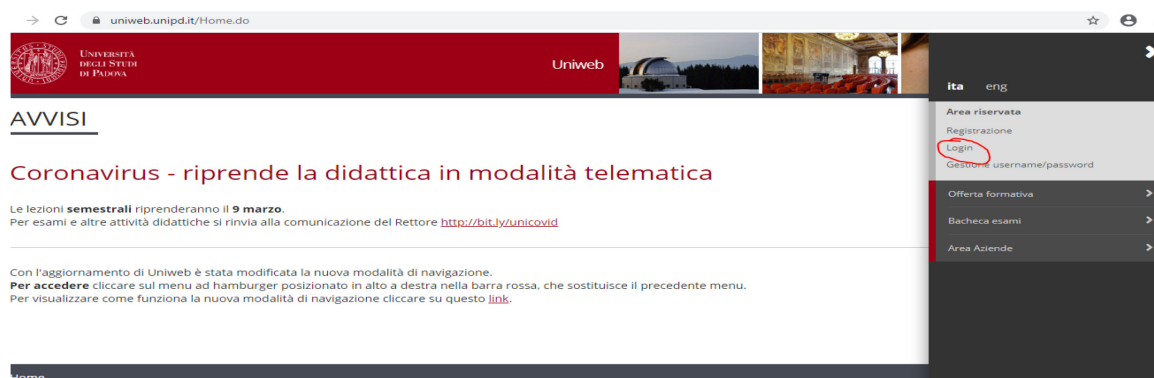 uniweb.unipd.it/Home.do
UNIVERSITÀ
DEGLI STUDI
DI PADOVA
Uniweb
ita eng
Area riservata
Registrazione
Login
Gestione username/password
Offerta formativa
Bacheca esami
Area Aziende
AVVISI
Coronavirus - riprende la didattica in modalità telematica
Le lezioni semestrali riprenderanno il 9 marzo.
Per esami e altre attività didattiche si rinvia alla comunicazione del Rettore http://bit.ly/unicovid
Con l'aggiornamento di Uniweb è stata modificata la nuova modalità di navigazione.
Per accedere cliccare sul menu ad hamburger posizionato in alto a destra nella barra rossa, che sostituisce il precedente menu.
Per visualizzare come funziona la nuova modalità di navigazione cliccare su questo link.
Home